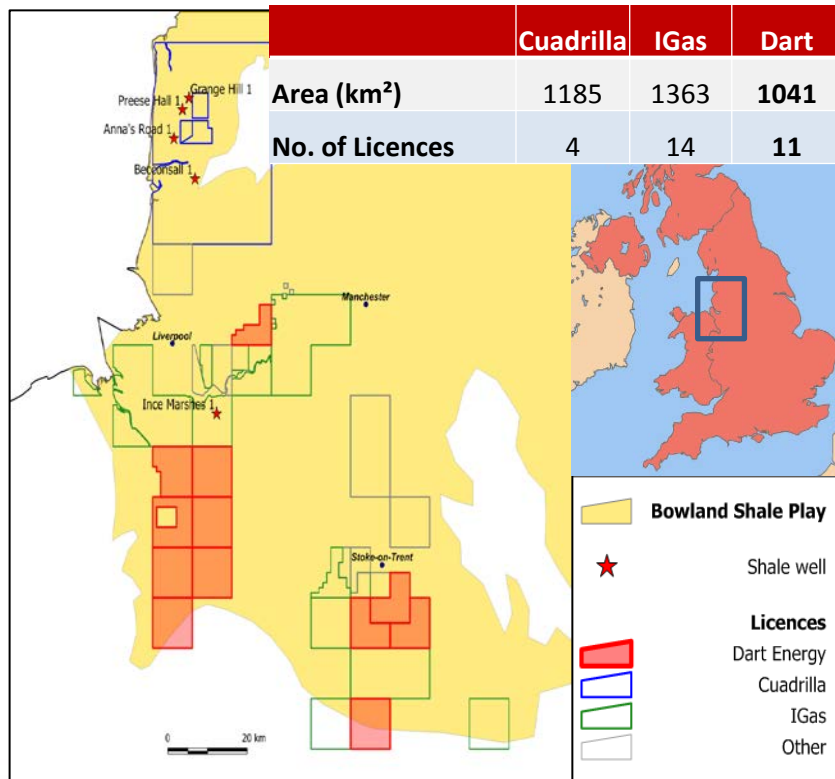 Cuadrilla IGas Dart
Area (km²) 1185 1363 1041
No. of Licences 4 14 11
Grange Hill 1
Preese Hall 1
Anna's Road 1
Becconsall 1
Manchester
Liverpool
Ince Marshes 1
Stoke-on-Trent
0 20 km
Bowland Shale Play
Shale well
Licences
Dart Energy
Cuadrilla
IGas
Other